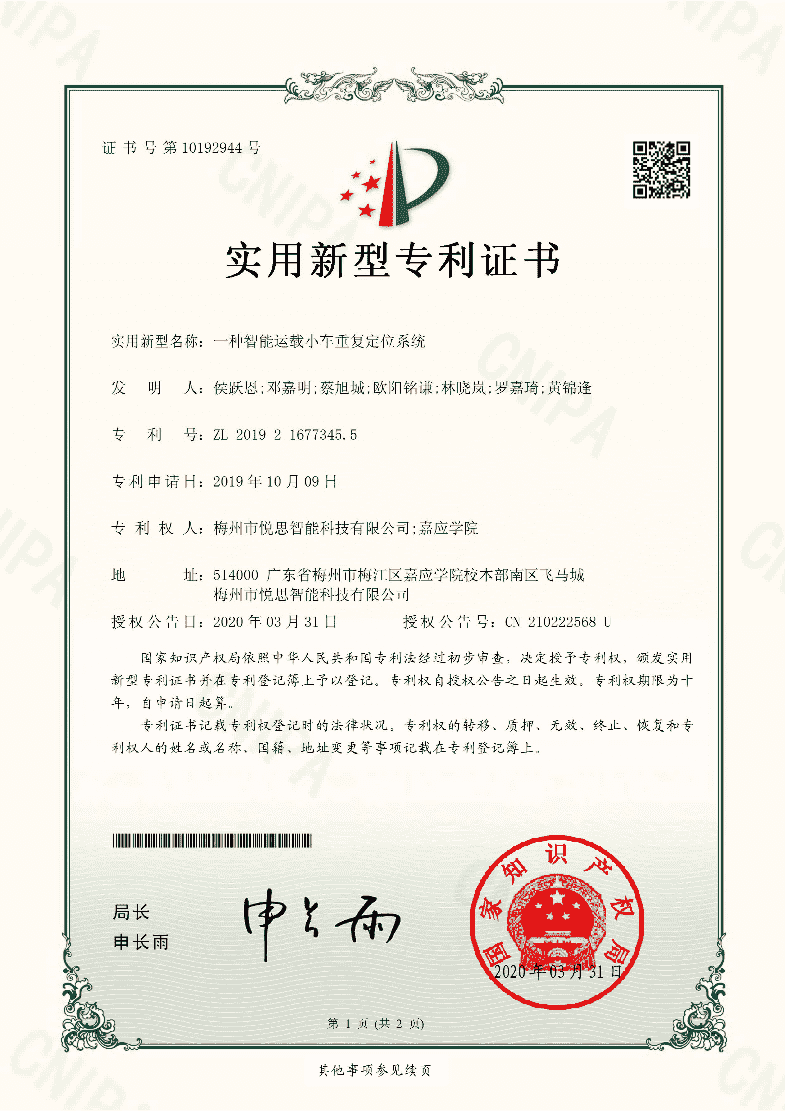 证书号第10192944号
实用新型专利证书
实用新型名称：一种智能运载小车重复定位系统
发 明 人：侯跃恩;邓嘉明;蔡旭城;欧阳铭谦;林晓岚;罗嘉琦;黄锦逢
专 利 号：ZL 2019 2 1677345.5
专利申请日：2019年10月09日
专 利 权 人：梅州市悦思智能科技有限公司;嘉应学院
地 址：514000 广东省梅州市梅江区嘉应学院校本部南区飞马城
梅州市悦思智能科技有限公司
授权公告日：2020年03月31日 授权公告号：CN 210222568 U
国家知识产权局依照中华人民共和国专利法经过初步审查，决定授予专利权，颁发实用
新型专利证书并在专利登记簿上予以登记。专利权自授权公告之日起生效。专利权期限为十
年，自申请日起算。
专利证书记载专利权登记时的法律状况。专利权的转移、质押、无效、终止、恢复和专
利权人的姓名或名称、国籍、地址变更等事项记载在专利登记簿上。
局长
申长雨
申长雨
国家知识产权局
2020年03月31日
第 1 页 (共 2 页)
其他事项参见续页
CNIPA
CNIPA
CNIPA
CNIPA
CNIPA
CNIPA